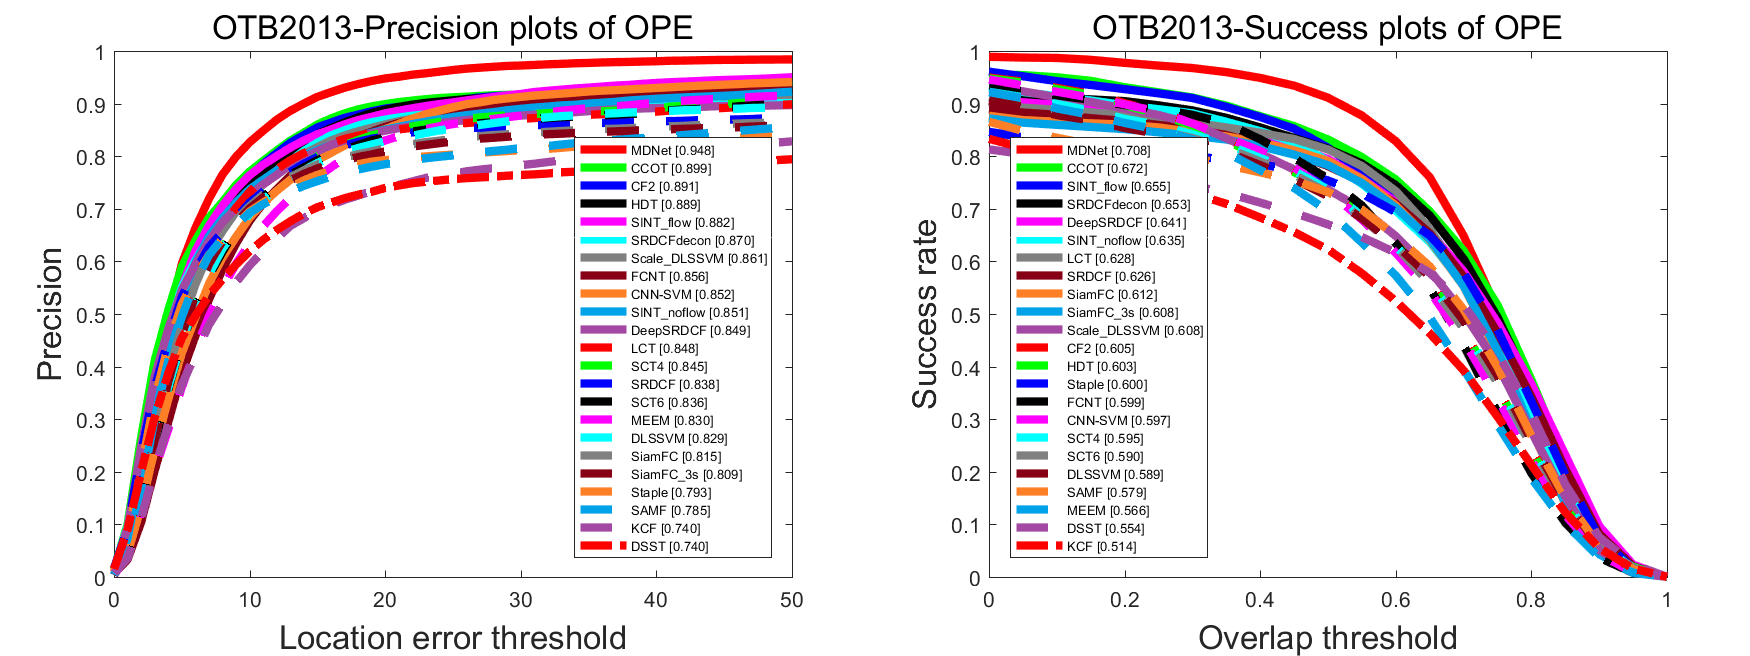 OTB2013-Precision plots of OPE
1
0.9
0.8
0.7
0.6
0.5
0.4
0.3
0.2
0.1
0
Precision
MDNet [0.948]
CCOT [0.899]
CF2 [0.891]
HDT [0.889]
SINT_flow [0.882]
SRDCFdecon [0.870]
Scale_DLSSVM [0.861]
FCNT [0.856]
CNN-SVM [0.852]
SINT_noflow [0.851]
DeepSRDCF [0.849]
LCT [0.848]
SCT4 [0.845]
SRDCF [0.838]
SCT6 [0.836]
MEEM [0.830]
DLSSVM [0.829]
SiamFC [0.815]
SiamFC_3s [0.809]
Staple [0.793]
SAMF [0.785]
KCF [0.740]
DSST [0.740]
0 10 20 30 40 50
Location error threshold
OTB2013-Success plots of OPE
1
0.9
0.8
0.7
0.6
0.5
0.4
0.3
0.2
0.1
0
Success rate
MDNet [0.708]
CCOT [0.672]
SINT_flow [0.655]
SRDCFdecon [0.653]
DeepSRDCF [0.641]
SINT_noflow [0.635]
LCT [0.628]
SRDCF [0.626]
SiamFC [0.612]
SiamFC_3s [0.608]
Scale_DLSSVM [0.608]
CF2 [0.605]
HDT [0.603]
Staple [0.600]
FCNT [0.599]
CNN-SVM [0.597]
SCT4 [0.595]
SCT6 [0.590]
DLSSVM [0.589]
SAMF [0.579]
MEEM [0.566]
DSST [0.554]
KCF [0.514]
0 0.2 0.4 0.6 0.8 1
Overlap threshold